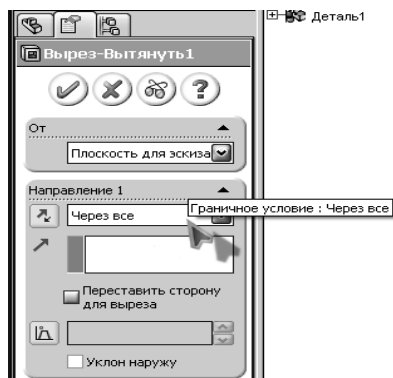 Деталь1
Вырез-Вытянуть1
?
От
Плоскость для эскиза
Направление 1
Граничное условие : Через все
Через все
Переставить сторону
для выреза
Уклон наружу